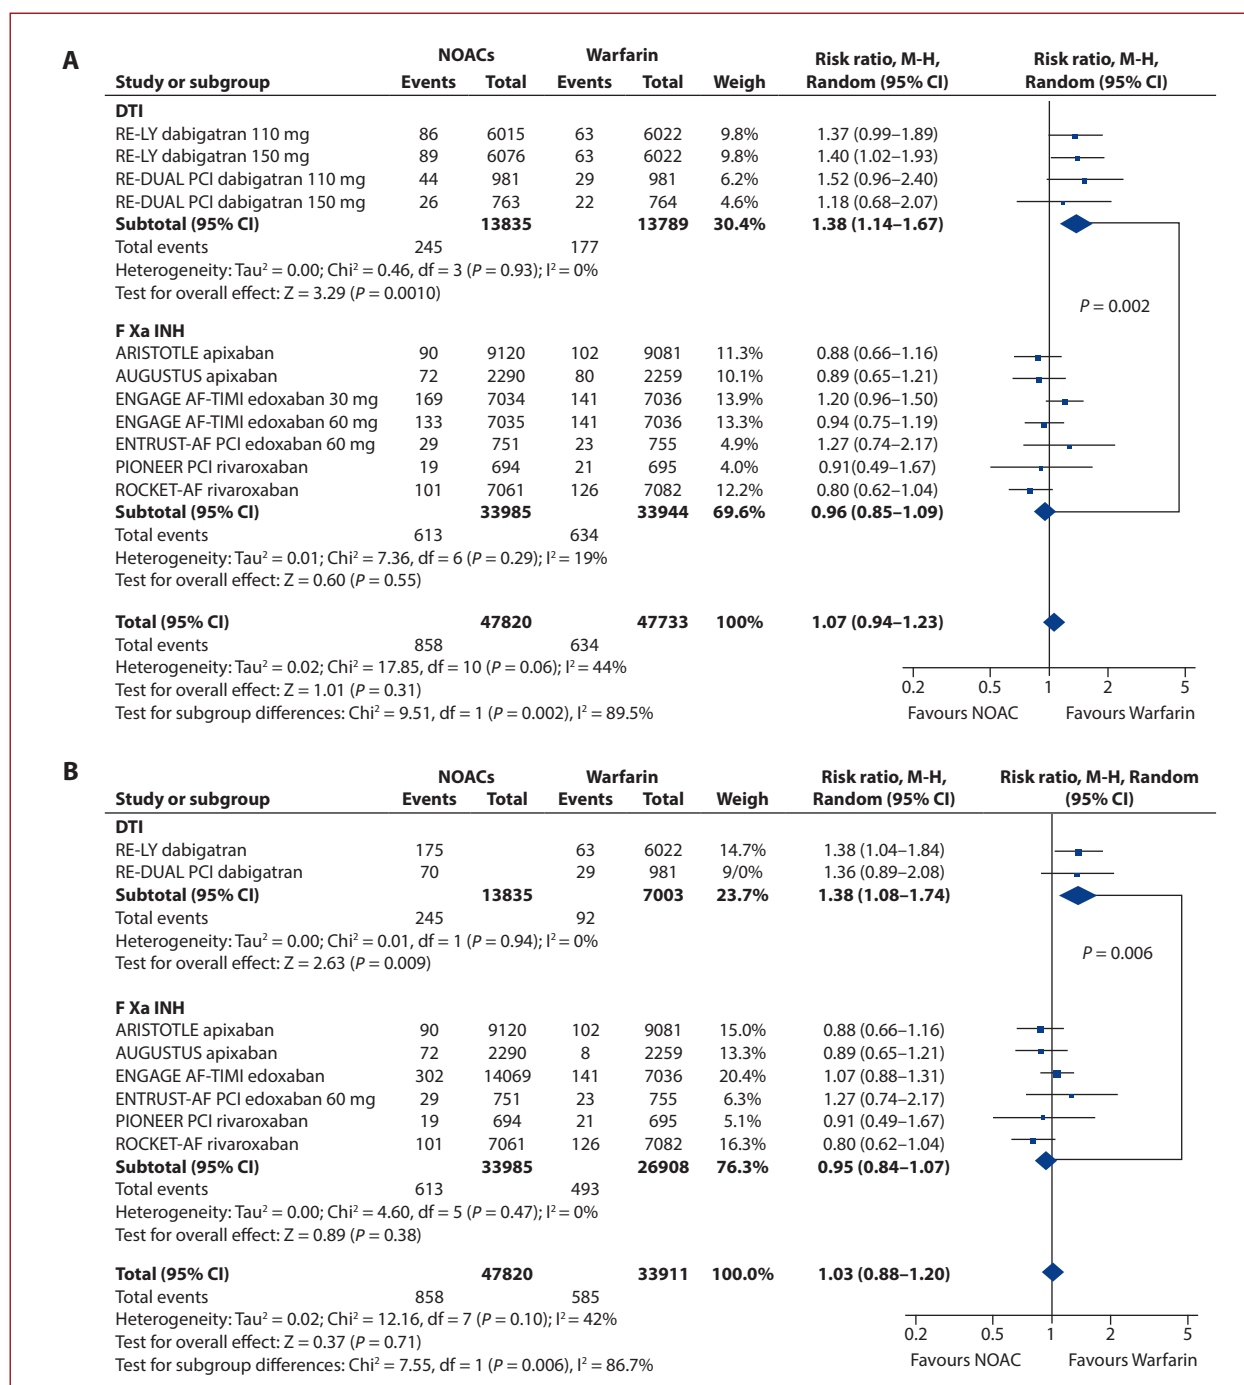 A
NOACs Warfarin Risk ratio, M-H, Risk ratio, M-H,
Study or subgroup Events Total Events Total Weigh Random (95% CI) Random (95% CI)
DTI
RE-LY dabigatran 110 mg 86 6015 63 6022 9.8% 1.37 (0.99–1.89)
RE-LY dabigatran 150 mg 89 6076 63 6022 9.8% 1.40 (1.02–1.93)
RE-DUAL PCI dabigatran 110 mg 44 981 29 981 6.2% 1.52 (0.96–2.40)
RE-DUAL PCI dabigatran 150 mg 26 763 22 764 4.6% 1.18 (0.68–2.07)
Subtotal (95% CI) 13835 13789 30.4% 1.38 (1.14–1.67)
Total events 245 177
Heterogeneity: Tau² = 0.00; Chi² = 0.46, df = 3 (P = 0.93); I² = 0%
Test for overall effect: Z = 3.29 (P = 0.0010)
P = 0.002
F Xa INH
ARISTOTLE apixaban 90 9120 102 9081 11.3% 0.88 (0.66–1.16)
AUGUSTUS apixaban 72 2290 80 2259 10.1% 0.89 (0.65–1.21)
ENGAGE AF-TIMI edoxaban 30 mg 169 7034 141 7036 13.9% 1.20 (0.96–1.50)
ENGAGE AF-TIMI edoxaban 60 mg 133 7035 141 7036 13.3% 0.94 (0.75–1.19)
ENTRUST-AF PCI edoxaban 60 mg 29 751 23 755 4.9% 1.27 (0.74–2.17)
PIONEER PCI rivaroxaban 19 694 21 695 4.0% 0.91(0.49–1.67)
ROCKET-AF rivaroxaban 101 7061 126 7082 12.2% 0.80 (0.62–1.04)
Subtotal (95% CI) 33985 33944 69.6% 0.96 (0.85–1.09)
Total events 613 634
Heterogeneity: Tau² = 0.01; Chi² = 7.36, df = 6 (P = 0.29); I² = 19%
Test for overall effect: Z = 0.60 (P = 0.55)
Total (95% CI) 47820 47733 100% 1.07 (0.94–1.23)
Total events 858 634
Heterogeneity: Tau² = 0.02; Chi² = 17.85, df = 10 (P = 0.06); I² = 44%
Test for overall effect: Z = 1.01 (P = 0.31)
0.2 0.5 1 2 5
Test for subgroup differences: Chi² = 9.51, df = 1 (P = 0.002), I² = 89.5%
Favours NOAC Favours Warfarin
B
NOACs Warfarin Risk ratio, M-H, Risk ratio, M-H, Random
Study or subgroup Events Total Events Total Weigh Random (95% CI) (95% CI)
DTI
RE-LY dabigatran 175 63 6022 14.7% 1.38 (1.04–1.84)
RE-DUAL PCI dabigatran 70 29 981 9/0% 1.36 (0.89–2.08)
Subtotal (95% CI) 13835 7003 23.7% 1.38 (1.08–1.74)
Total events 245 92
Heterogeneity: Tau² = 0.00; Chi² = 0.01, df = 1 (P = 0.94); I² = 0%
Test for overall effect: Z = 2.63 (P = 0.009)
P = 0.006
F Xa INH
ARISTOTLE apixaban 90 9120 102 9081 15.0% 0.88 (0.66–1.16)
AUGUSTUS apixaban 72 2290 8 2259 13.3% 0.89 (0.65–1.21)
ENGAGE AF-TIMI edoxaban 302 14069 141 7036 20.4% 1.07 (0.88–1.31)
ENTRUST-AF PCI edoxaban 60 mg 29 751 23 755 6.3% 1.27 (0.74–2.17)
PIONEER PCI rivaroxaban 19 694 21 695 5.1% 0.91 (0.49–1.67)
ROCKET-AF rivaroxaban 101 7061 126 7082 16.3% 0.80 (0.62–1.04)
Subtotal (95% CI) 33985 26908 76.3% 0.95 (0.84–1.07)
Total events 613 493
Heterogeneity: Tau² = 0.00; Chi² = 4.60, df = 5 (P = 0.47); I² = 0%
Test for overall effect: Z = 0.89 (P = 0.38)
Total (95% CI) 47820 33911 100.0% 1.03 (0.88–1.20)
Total events 858 585
Heterogeneity: Tau² = 0.02; Chi² = 12.16, df = 7 (P = 0.10); I² = 42%
Test for overall effect: Z = 0.37 (P = 0.71)
0.2 0.5 1 2 5
Test for subgroup differences: Chi² = 7.55, df = 1 (P = 0.006), I² = 86.7%
Favours NOAC Favours Warfarin